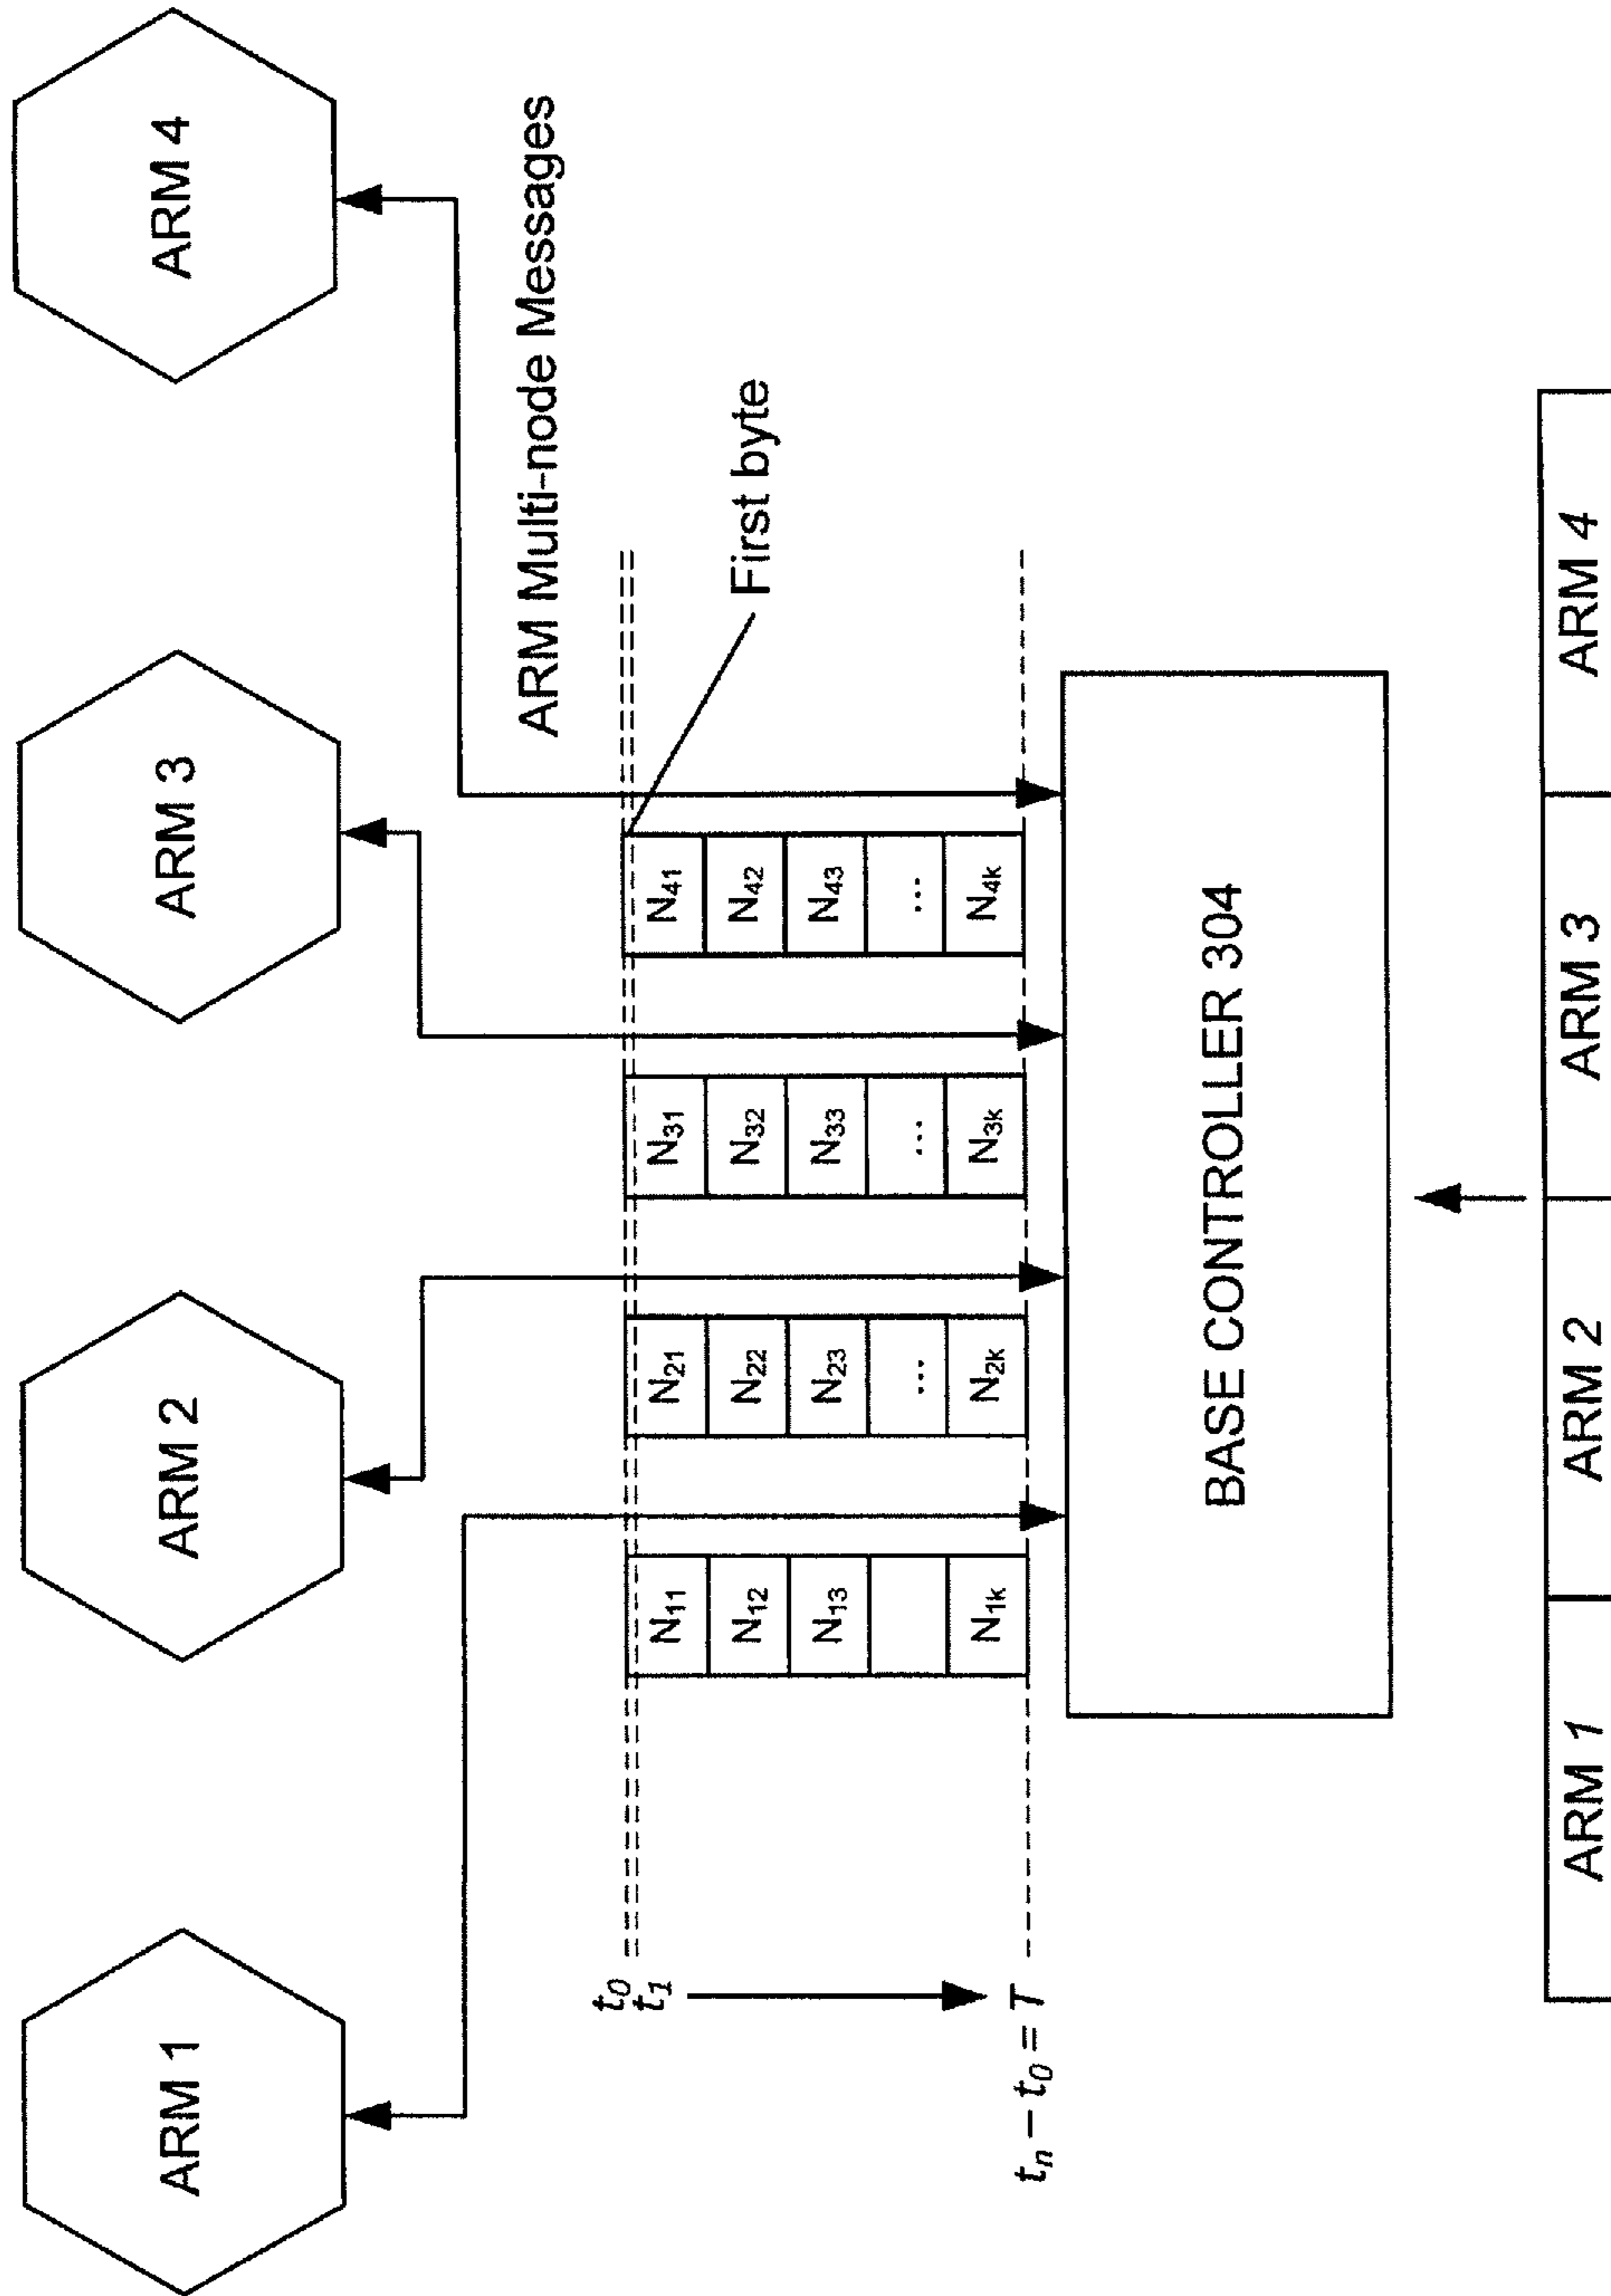 ARM 1
ARM 2
ARM 3
ARM 4
ARM Multi-node Messages
First byte
t0
t1
tn – t0 = T
N11
N12
N13
N1k
N21
N22
N23
...
N2k
N31
N32
N33
...
N3k
N41
N42
N43
...
N4k
BASE CONTROLLER 304
ARM 1
ARM 2
ARM 3
ARM 4